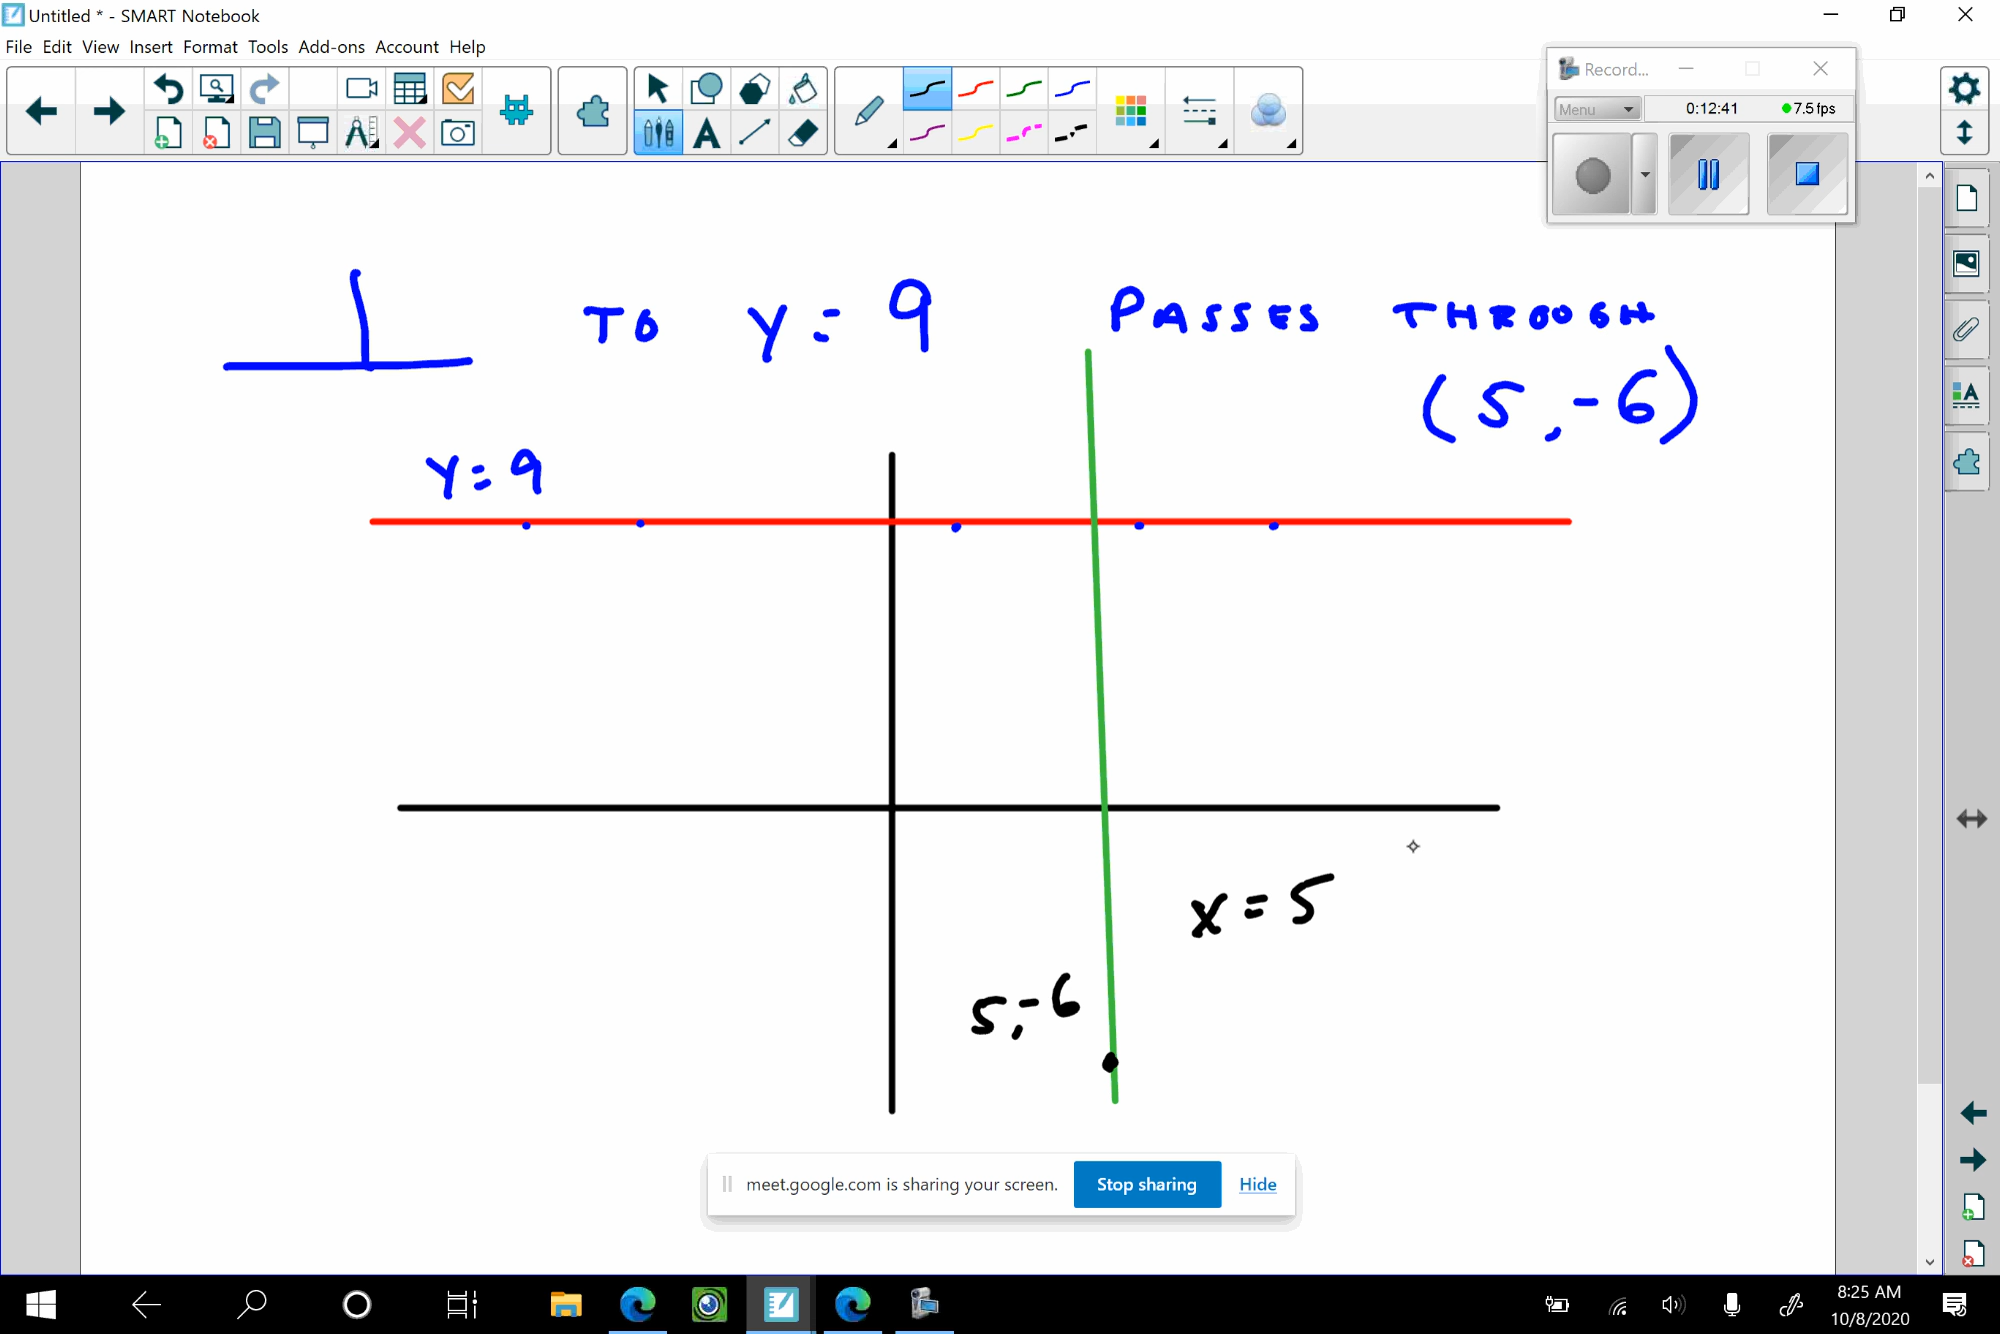 Untitled * - SMART Notebook
File Edit View Insert Format Tools Add-ons Account Help
Record...
Menu 0:12:41 7.5 fps
A
⊥ TO Y = 9 PASSES THROUGH
(5, -6)
Y = 9
x = 5
5, -6
meet.google.com is sharing your screen. Stop sharing Hide
8:25 AM
10/8/2020